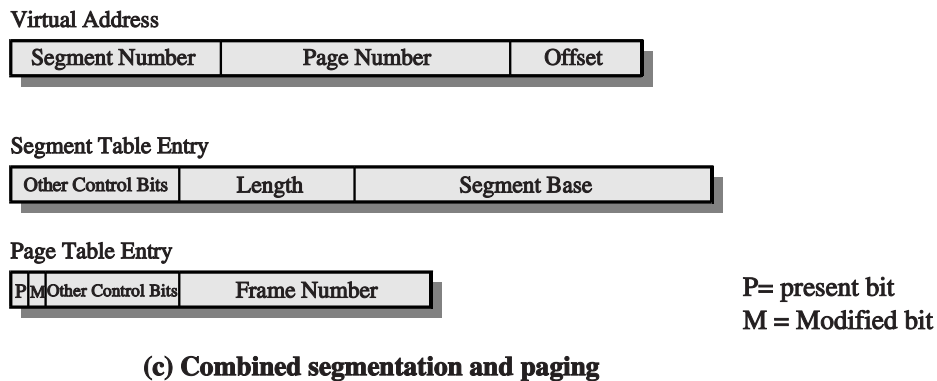 Virtual Address
Segment Number Page Number Offset
Segment Table Entry
Other Control Bits Length Segment Base
Page Table Entry
P M Other Control Bits Frame Number
P= present bit
M = Modified bit
(c) Combined segmentation and paging